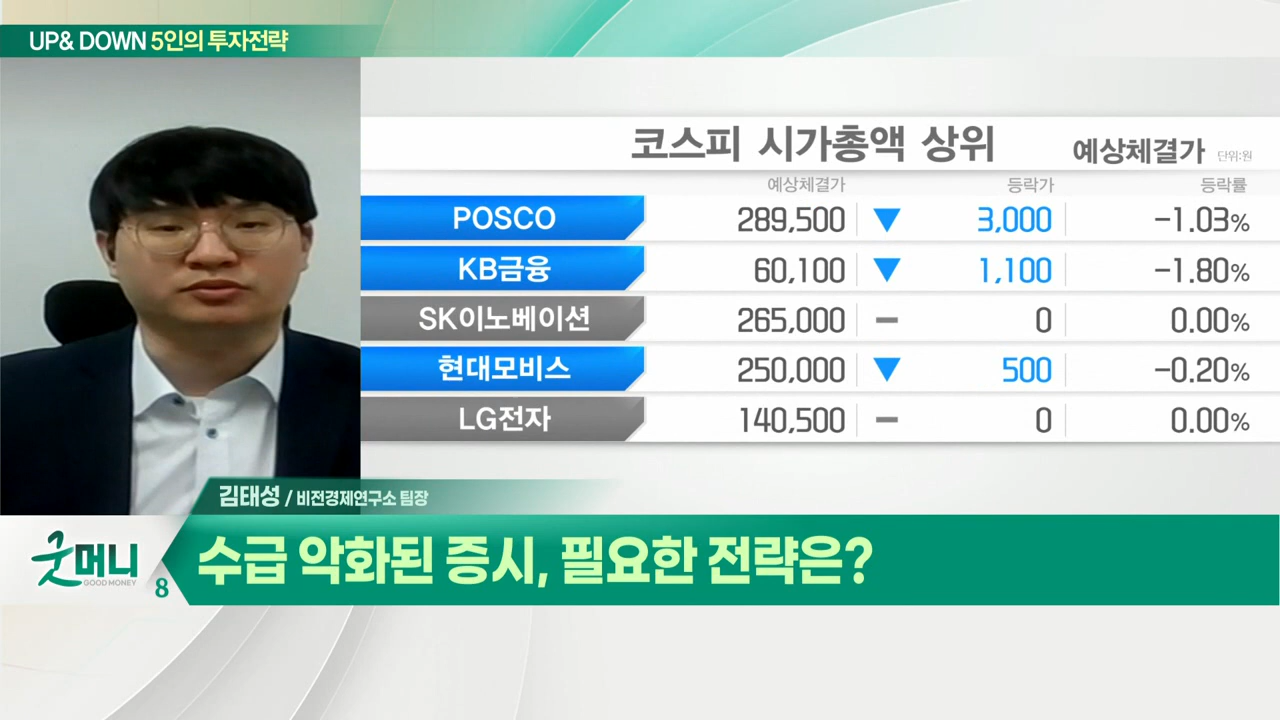 UP& DOWN 5인의 투자전략
코스피 시가총액 상위 예상체결가 단위:원
예상체결가 등락가 등락률
POSCO 289,500 ▼ 3,000 -1.03%
KB금융 60,100 ▼ 1,100 -1.80%
SK이노베이션 265,000 - 0 0.00%
현대모비스 250,000 ▼ 500 -0.20%
LG전자 140,500 - 0 0.00%
김태성 / 비전경제연구소 팀장
굿머니
GOOD MONEY
8
수급 악화된 증시, 필요한 전략은?